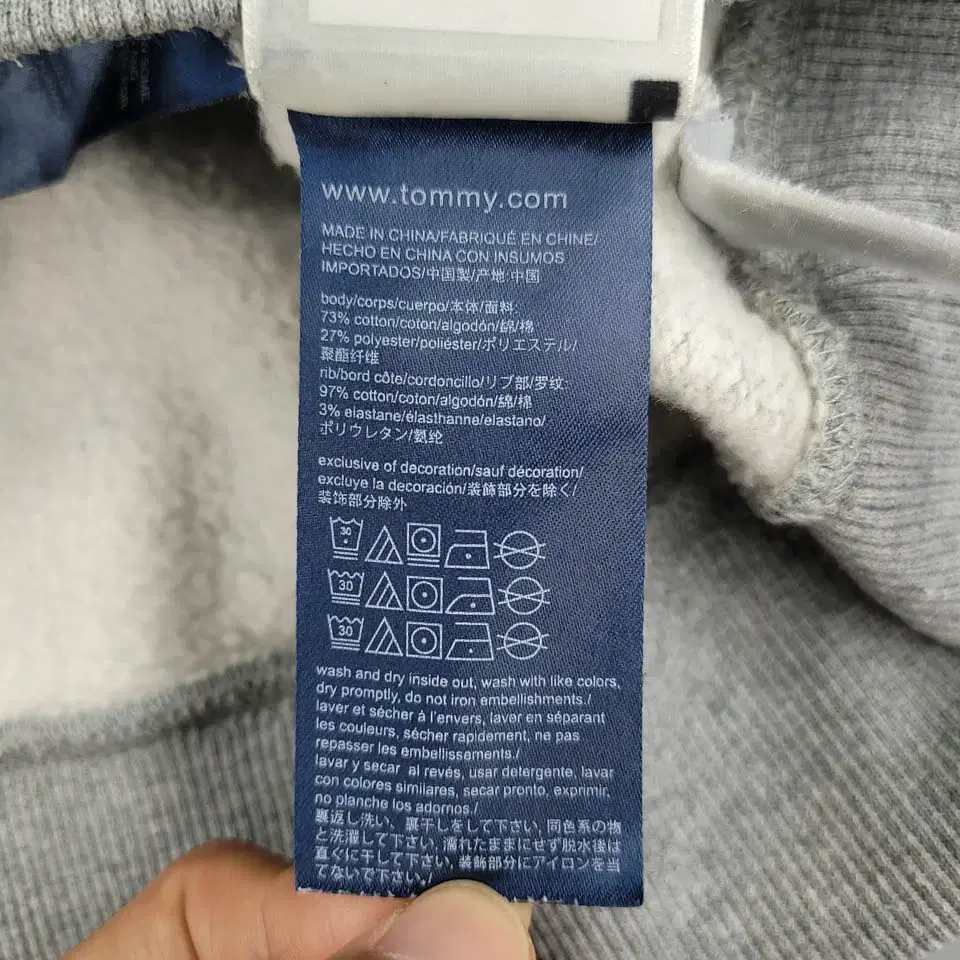 www.tommy.com
MADE IN CHINA/FABRIQUÉ EN CHINE/
HECHO EN CHINA CON INSUMOS
IMPORTADOS/中国製/产地:中国
body/corps/cuerpo/本体/面料:
73% cotton/coton/algodón/綿/棉
27% polyester/poliéster/ポリエステル/
聚酯纤维
rib/bord côte/cordoncillo/リブ部/罗纹:
97% cotton/coton/algodón/綿/棉
3% elastane/élasthanne/elastano/
ポリウレタン/氨纶
exclusive of decoration/sauf décoration/
excluye la decoración/装飾部分を除く/
装饰部分除外
30
30
30
wash and dry inside out, wash with like colors,
dry promptly, do not iron embellishments./
laver et sécher à l'envers, laver en séparant
les couleurs, sécher rapidement, ne pas
repasser les embellissements./
lavar y secar al revés, usar detergente, lavar
con colores similares, secar pronto, exprimir,
no planche los adornos./
裏返し洗い、裏干しをして下さい, 同色系の物
と洗濯して下さい, 濡れたままにせず脱水後は
直ぐに干して下さい, 装飾部分にアイロンを当
てないで下さい./